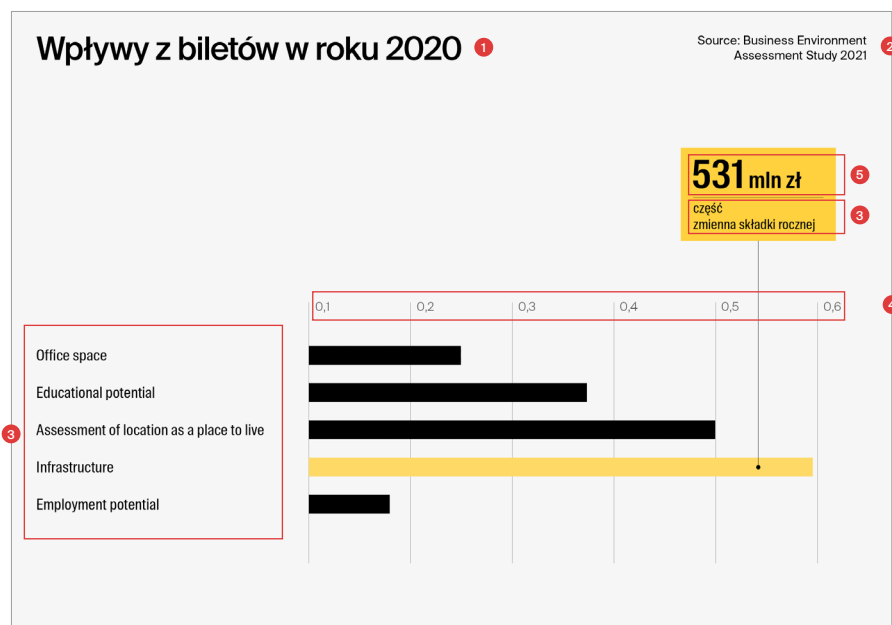 Wpływy z biletów w roku 2020
1
Source: Business Environment
Assessment Study 2021
2
531 mln zł
5
część
zmienna składki rocznej
3
0,1 0,2 0,3 0,4 0,5 0,6
4
Office space
Educational potential
Assessment of location as a place to live
3
Infrastructure
Employment potential